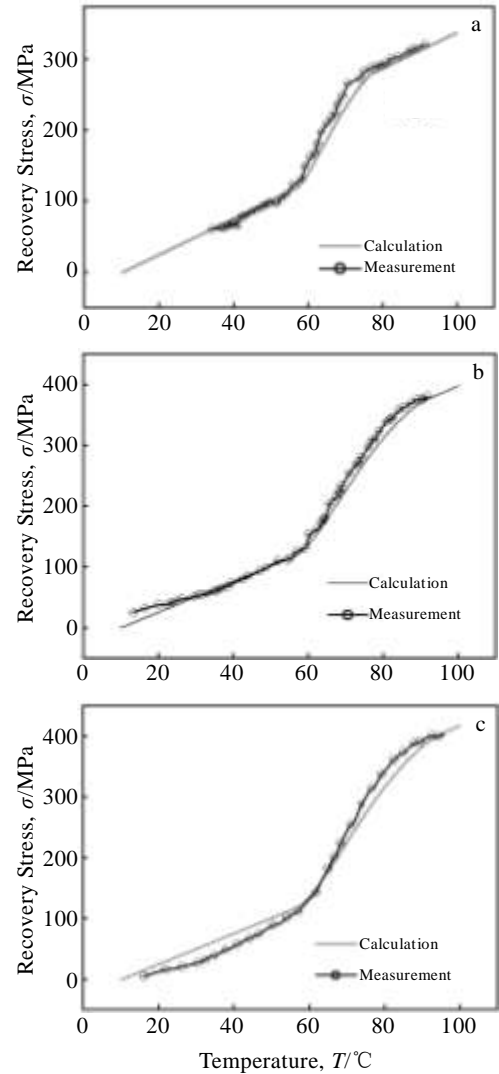 a
Recovery Stress, σ/MPa
300
200
100
0
Calculation
Measurement
0 20 40 60 80 100
b
Recovery Stress, σ/MPa
400
300
200
100
0
Calculation
Measurement
0 20 40 60 80 100
c
Recovery Stress, σ/MPa
400
300
200
100
0
Calculation
Measurement
0 20 40 60 80 100
Temperature, T/℃